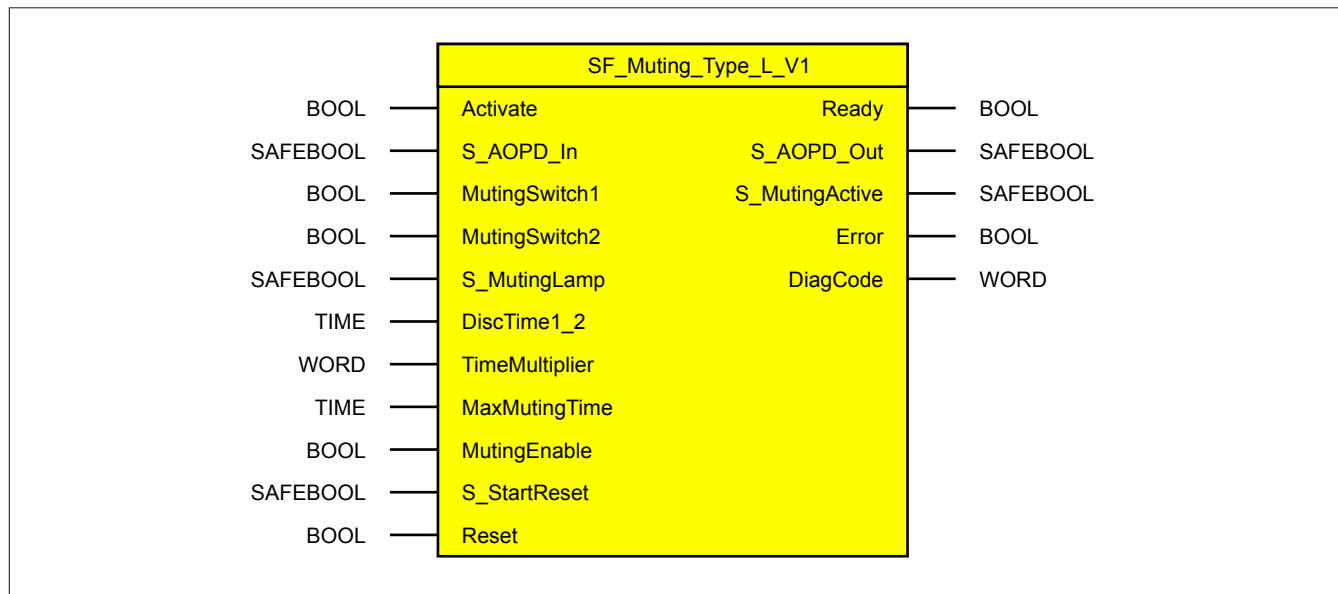 SF_Muting_Type_L_V1
BOOL Activate Ready BOOL
SAFEBOOL S_AOPD_In S_AOPD_Out SAFEBOOL
BOOL MutingSwitch1 S_MutingActive SAFEBOOL
BOOL MutingSwitch2 Error BOOL
SAFEBOOL S_MutingLamp DiagCode WORD
TIME DiscTime1_2
WORD TimeMultiplier
TIME MaxMutingTime
BOOL MutingEnable
SAFEBOOL S_StartReset
BOOL Reset